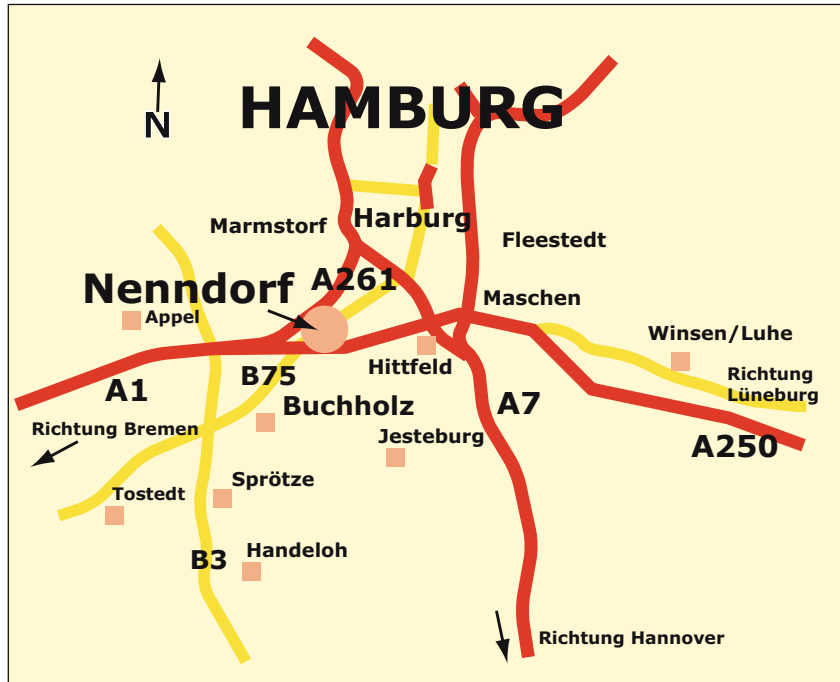 HAMBURG
N
Marmstorf
Harburg
Fleestedt
Nenndorf
A261
Maschen
Appel
Winsen/Luhe
Hittfeld
B75
Richtung
Lüneburg
A1
Buchholz
A7
Richtung Bremen
Jesteburg
A250
Sprötze
Tostedt
B3
Handeloh
Richtung Hannover